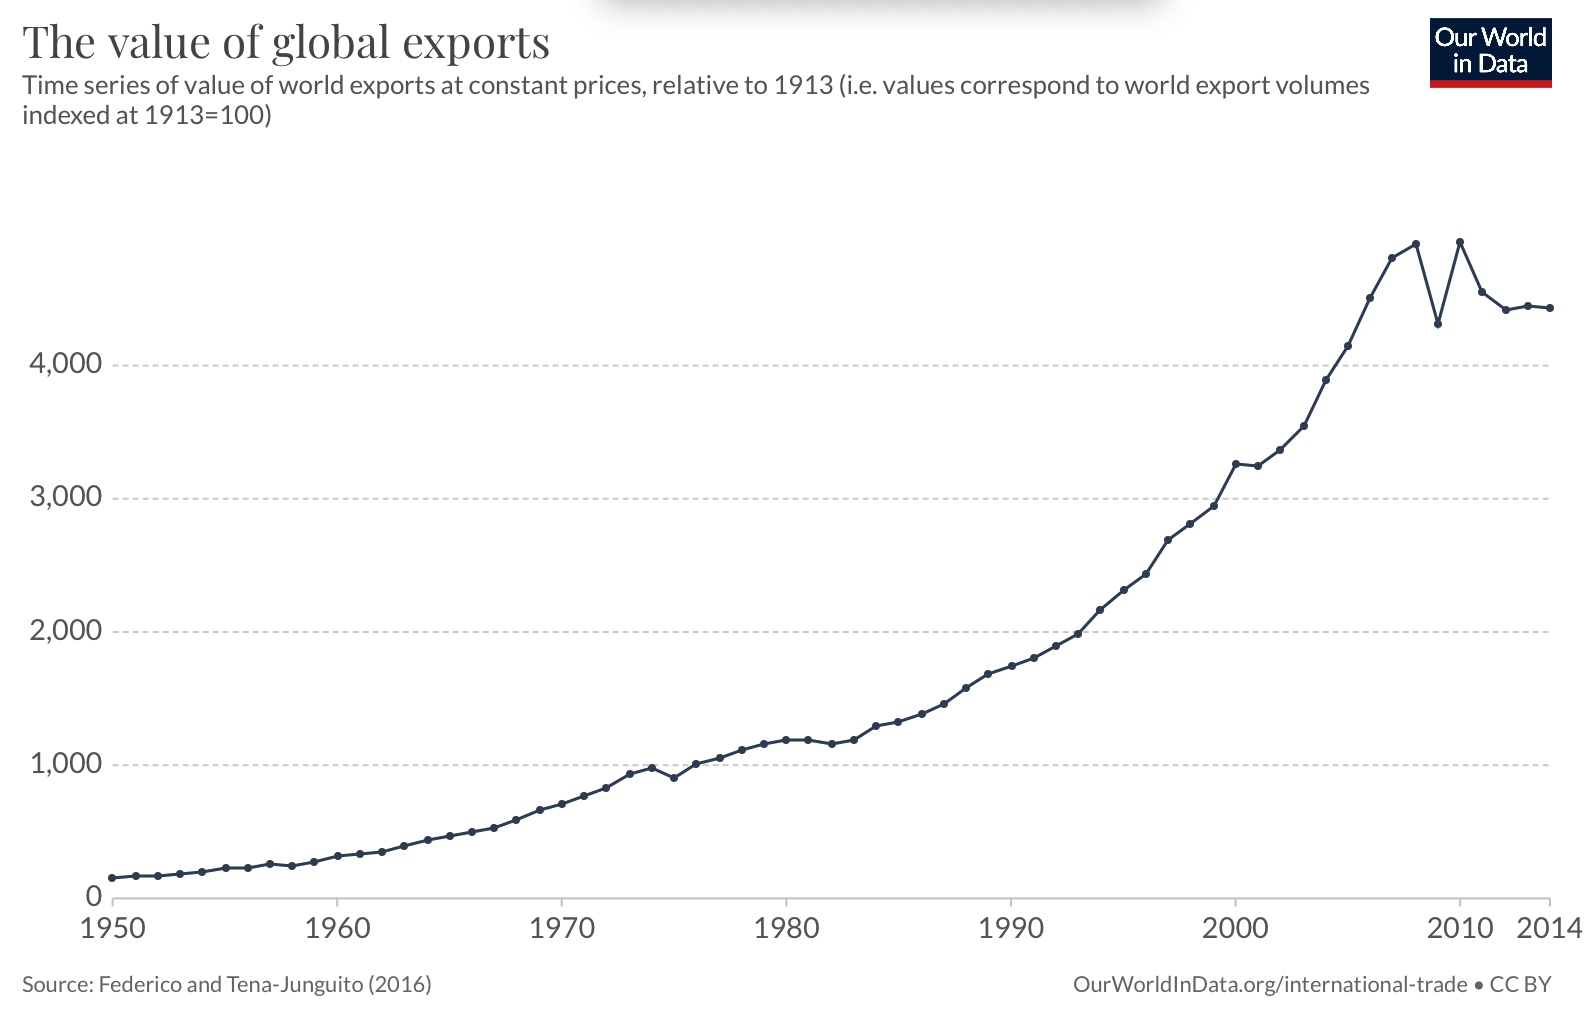 The value of global exports
Our World
in Data
Time series of value of world exports at constant prices, relative to 1913 (i.e. values correspond to world export volumes
indexed at 1913=100)
4,000
3,000
2,000
1,000
0
1950 1960 1970 1980 1990 2000 2010 2014
Source: Federico and Tena-Junguito (2016)
OurWorldInData.org/international-trade • CC BY